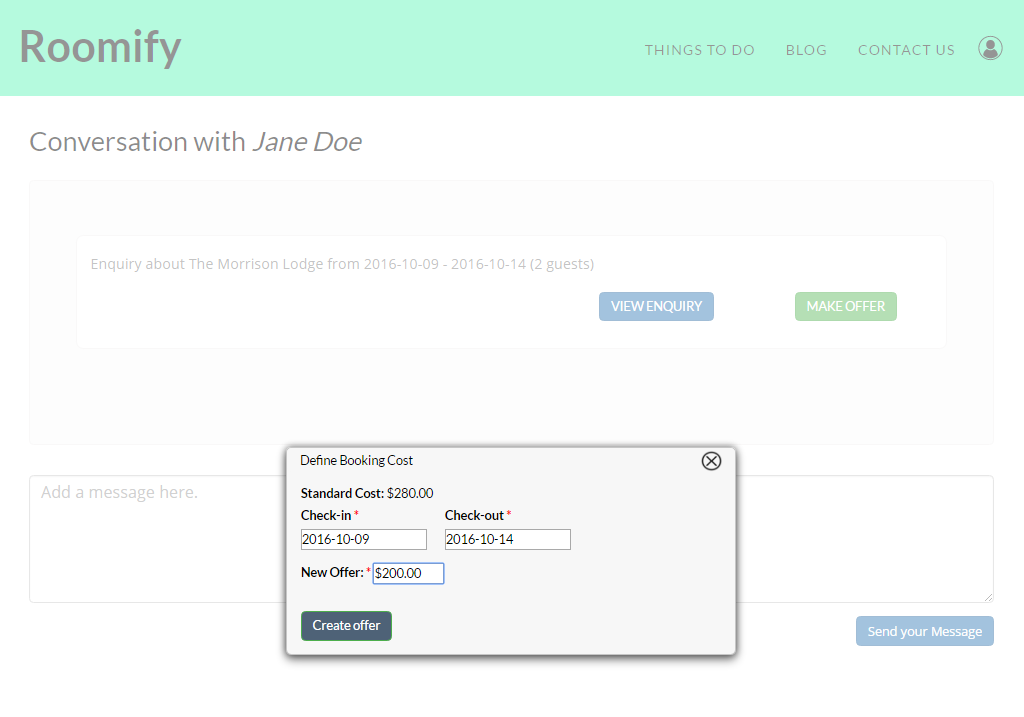 Roomify
THINGS TO DO BLOG CONTACT US
Conversation with Jane Doe
Enquiry about The Morrison Lodge from 2016-10-09 - 2016-10-14 (2 guests)
VIEW ENQUIRY MAKE OFFER
Add a message here.
Define Booking Cost
Standard Cost: $280.00
Check-in * Check-out *
2016-10-09 2016-10-14
New Offer: * $200.00
Create offer
Send your Message